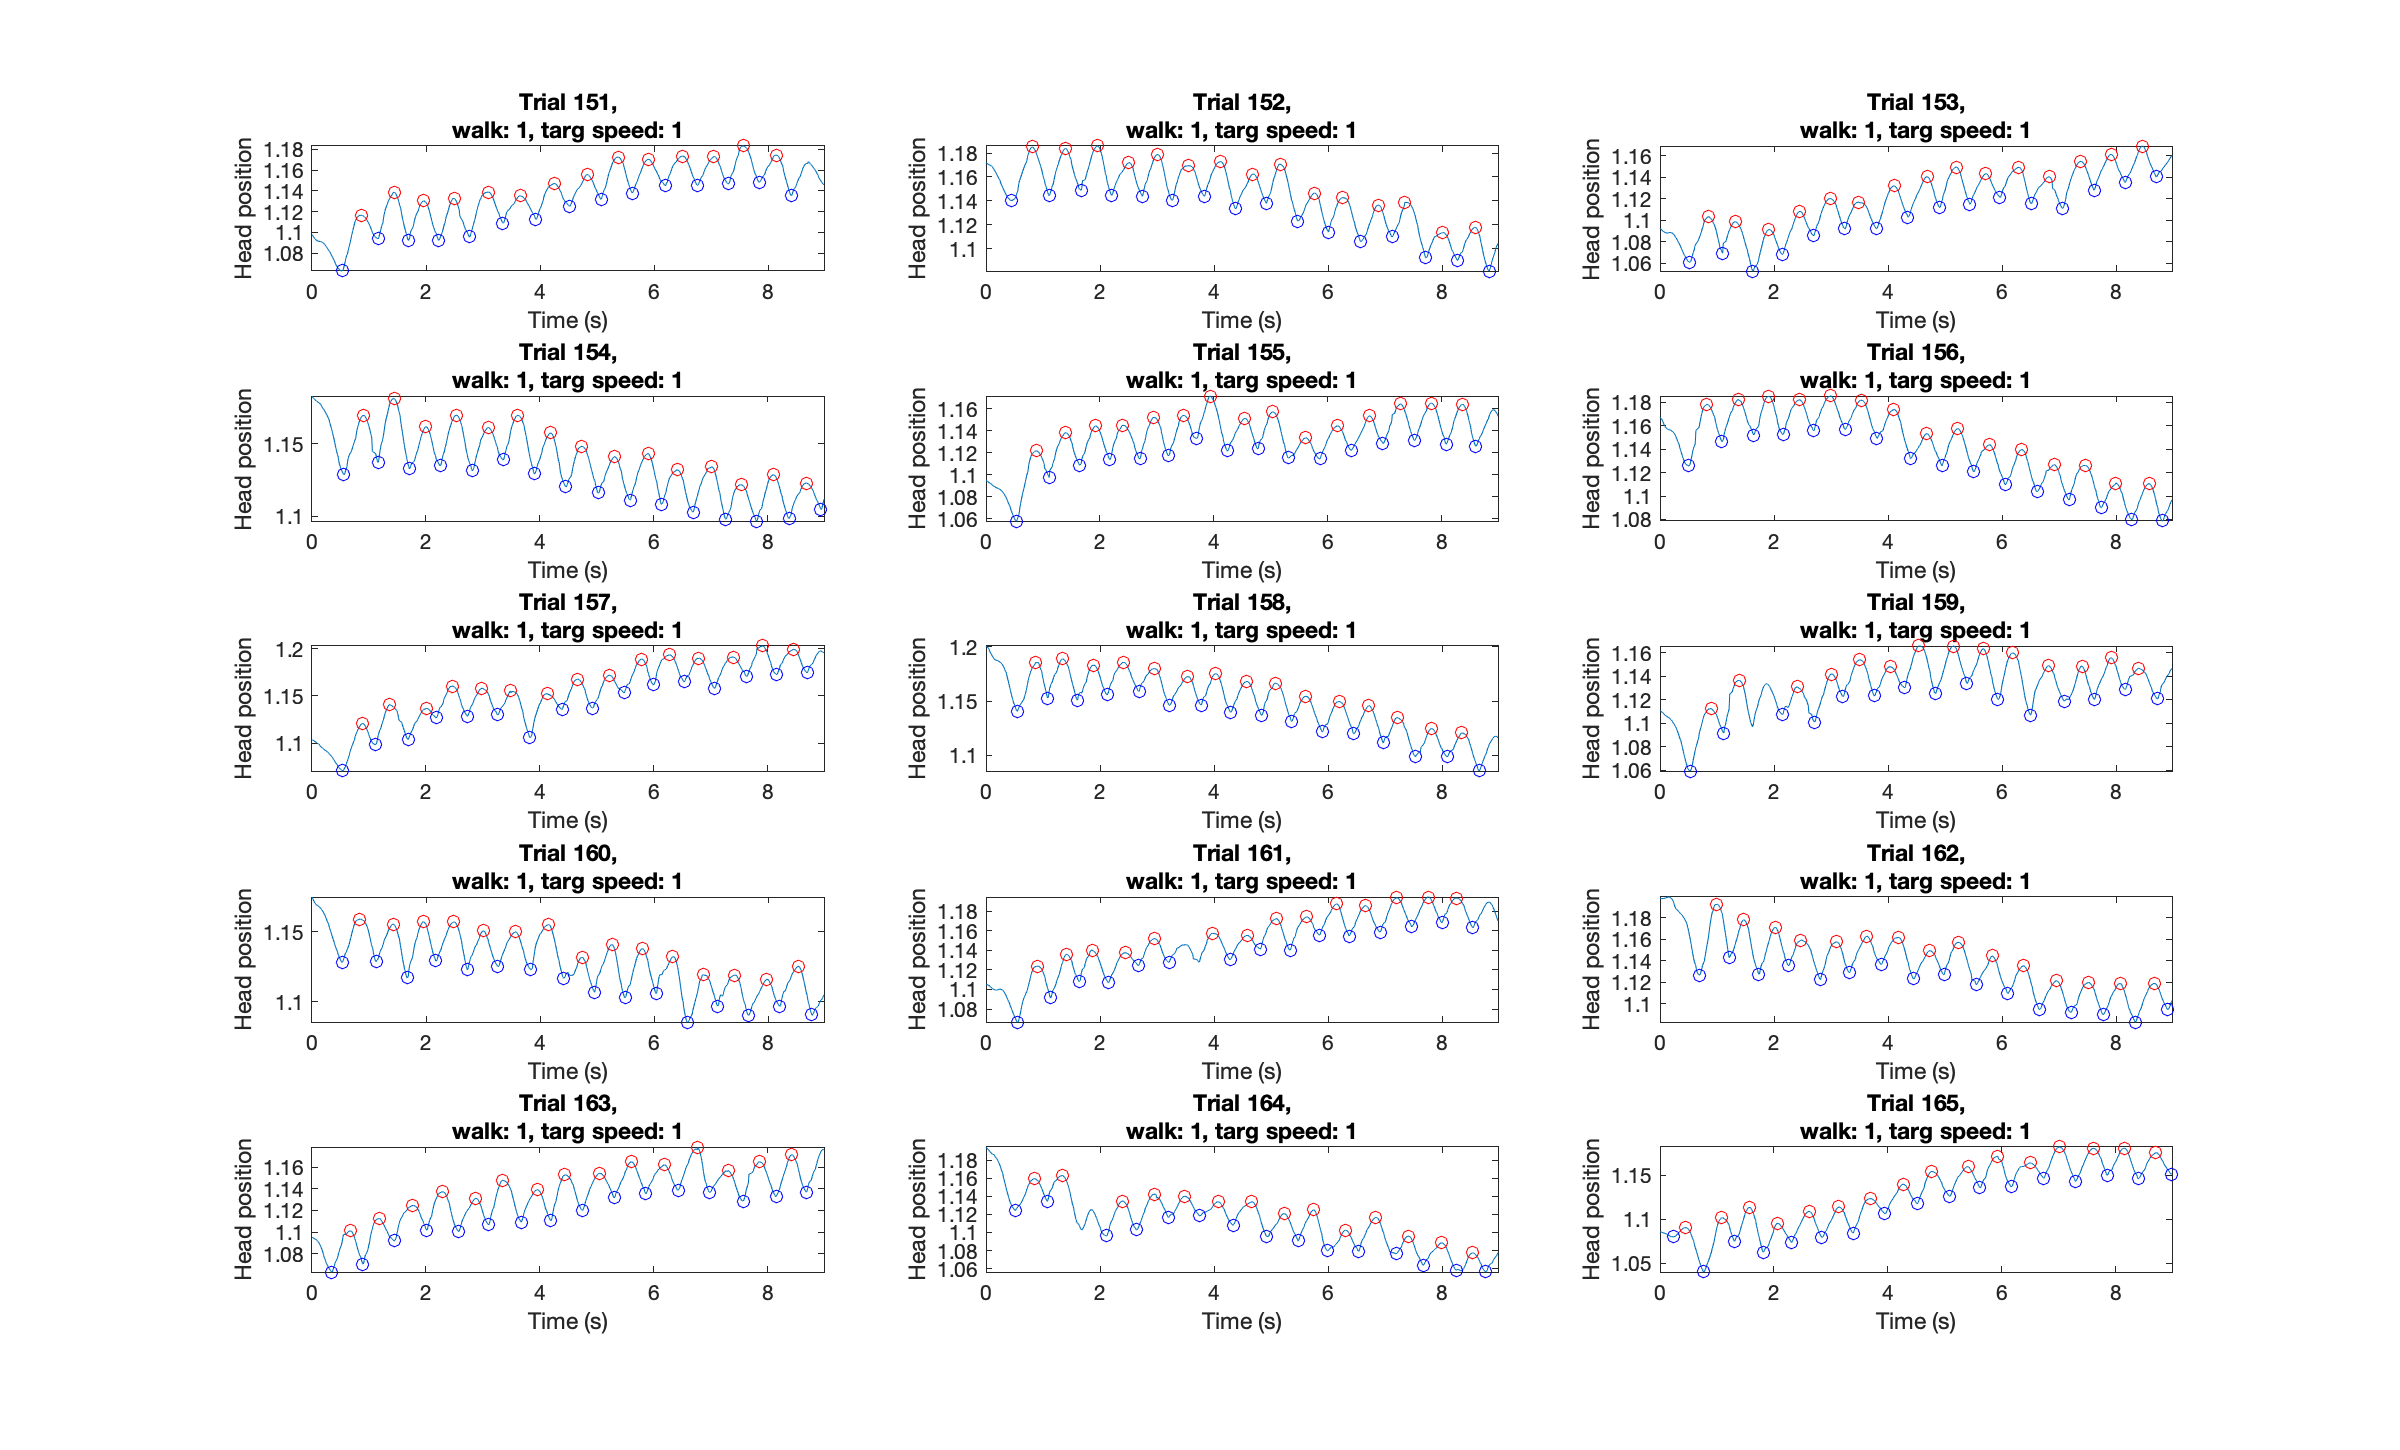 Trial 151,
walk: 1, targ speed: 1
Head position
1.18
1.16
1.14
1.12
1.1
1.08
0 2 4 6 8
Time (s)
Trial 152,
walk: 1, targ speed: 1
Head position
1.18
1.16
1.14
1.12
1.1
0 2 4 6 8
Time (s)
Trial 153,
walk: 1, targ speed: 1
Head position
1.16
1.14
1.12
1.1
1.08
1.06
0 2 4 6 8
Time (s)
Trial 154,
walk: 1, targ speed: 1
Head position
1.15
1.1
0 2 4 6 8
Time (s)
Trial 155,
walk: 1, targ speed: 1
Head position
1.16
1.14
1.12
1.1
1.08
1.06
0 2 4 6 8
Time (s)
Trial 156,
walk: 1, targ speed: 1
Head position
1.18
1.16
1.14
1.12
1.1
1.08
0 2 4 6 8
Time (s)
Trial 157,
walk: 1, targ speed: 1
Head position
1.2
1.15
1.1
0 2 4 6 8
Time (s)
Trial 158,
walk: 1, targ speed: 1
Head position
1.2
1.15
1.1
0 2 4 6 8
Time (s)
Trial 159,
walk: 1, targ speed: 1
Head position
1.16
1.14
1.12
1.1
1.08
1.06
0 2 4 6 8
Time (s)
Trial 160,
walk: 1, targ speed: 1
Head position
1.15
1.1
0 2 4 6 8
Time (s)
Trial 161,
walk: 1, targ speed: 1
Head position
1.18
1.16
1.14
1.12
1.1
1.08
0 2 4 6 8
Time (s)
Trial 162,
walk: 1, targ speed: 1
Head position
1.18
1.16
1.14
1.12
1.1
0 2 4 6 8
Time (s)
Trial 163,
walk: 1, targ speed: 1
Head position
1.16
1.14
1.12
1.1
1.08
0 2 4 6 8
Time (s)
Trial 164,
walk: 1, targ speed: 1
Head position
1.18
1.16
1.14
1.12
1.1
1.08
1.06
0 2 4 6 8
Time (s)
Trial 165,
walk: 1, targ speed: 1
Head position
1.15
1.1
1.05
0 2 4 6 8
Time (s)